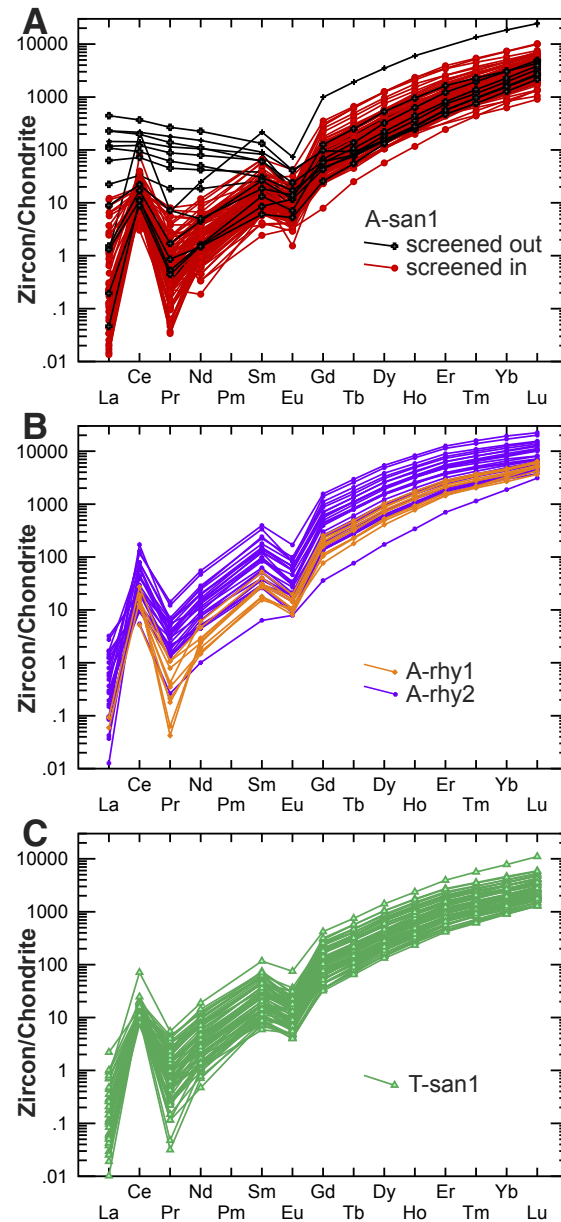 A
10000
1000
100
10
1
.1
.01
Zircon/Chondrite
A-san1
screened out
screened in
Ce Nd Sm Gd Dy Er Yb
La Pr Pm Eu Tb Ho Tm Lu
B
10000
1000
100
10
1
.1
.01
Zircon/Chondrite
A-rhy1
A-rhy2
Ce Nd Sm Gd Dy Er Yb
La Pr Pm Eu Tb Ho Tm Lu
C
10000
1000
100
10
1
.1
.01
Zircon/Chondrite
T-san1
Ce Nd Sm Gd Dy Er Yb
La Pr Pm Eu Tb Ho Tm Lu